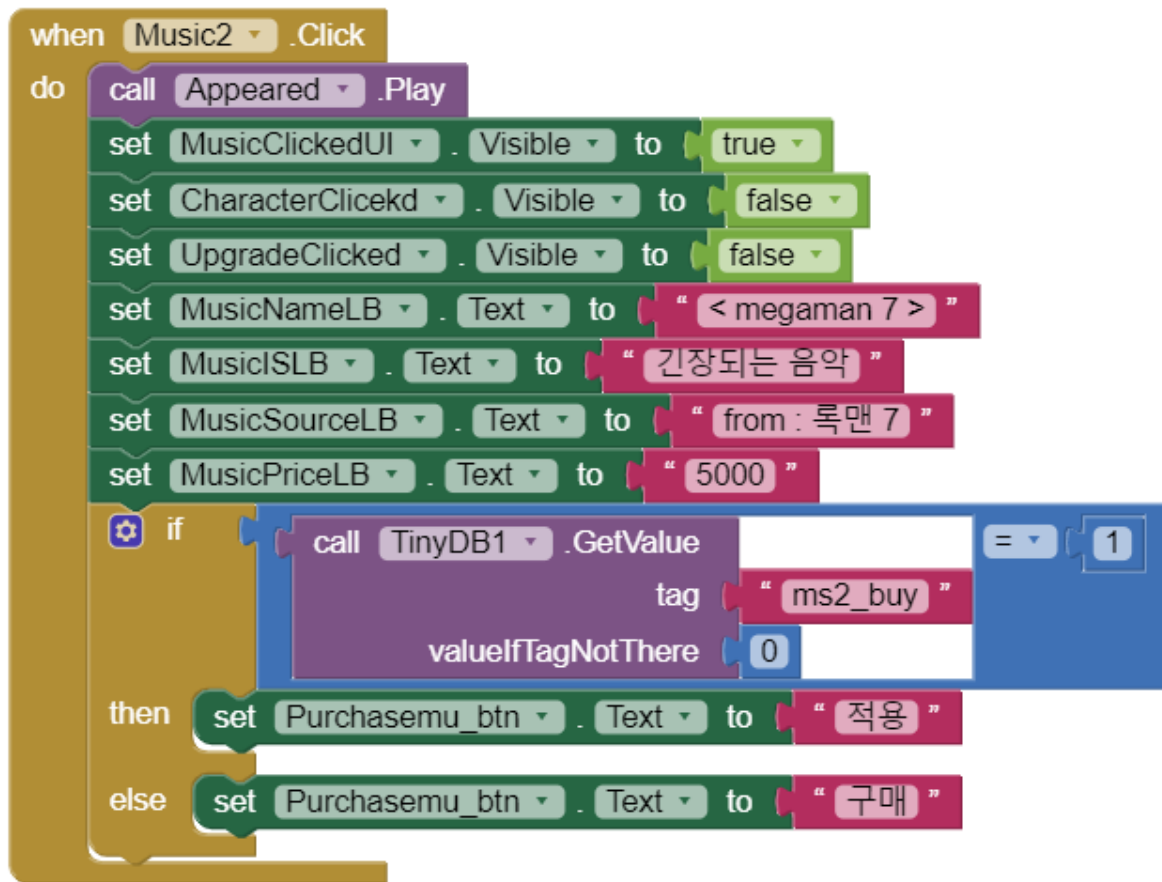 when Music2 .Click
do call Appeared .Play
set MusicClickedUI . Visible to true
set CharacterClicekd . Visible to false
set UpgradeClicked . Visible to false
set MusicNameLB . Text to “ < megaman 7 > ”
set MusicISLB . Text to “ 긴장되는 음악 ”
set MusicSourceLB . Text to “ from : 록맨 7 ”
set MusicPriceLB . Text to “ 5000 ”
if call TinyDB1 .GetValue = 1
tag “ ms2_buy ”
valueIfTagNotThere 0
then set Purchasemu_btn . Text to “ 적용 ”
else set Purchasemu_btn . Text to “ 구매 ”